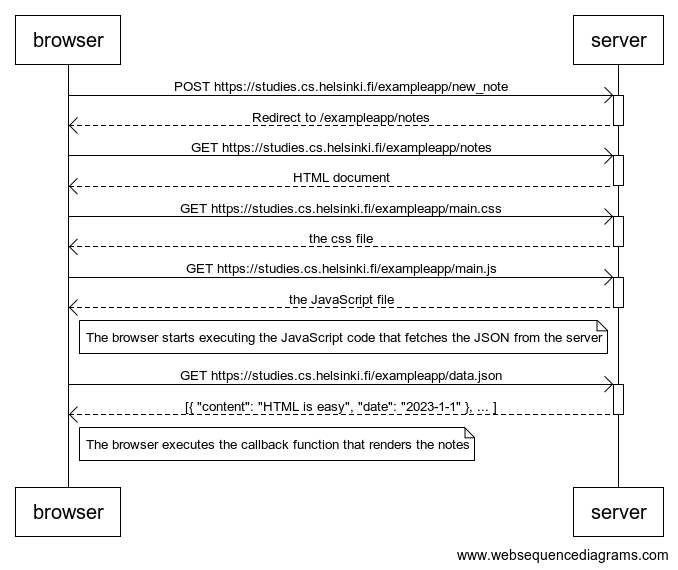 browser server
POST https://studies.cs.helsinki.fi/exampleapp/new_note
Redirect to /exampleapp/notes
GET https://studies.cs.helsinki.fi/exampleapp/notes
HTML document
GET https://studies.cs.helsinki.fi/exampleapp/main.css
the css file
GET https://studies.cs.helsinki.fi/exampleapp/main.js
the JavaScript file
The browser starts executing the JavaScript code that fetches the JSON from the server
GET https://studies.cs.helsinki.fi/exampleapp/data.json
[{ "content": "HTML is easy", "date": "2023-1-1" }, ... ]
The browser executes the callback function that renders the notes
browser server
www.websequencediagrams.com